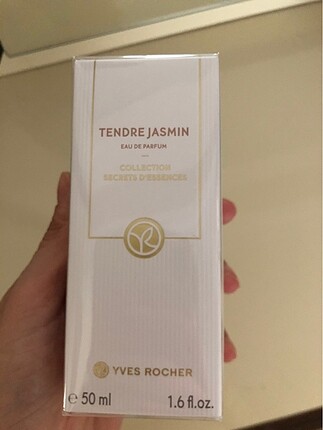 TENDRE JASMIN
EAU DE PARFUM
COLLECTION
SECRETS D'ESSENCES
YVES ROCHER
e 50 ml 1.6 fl.oz.